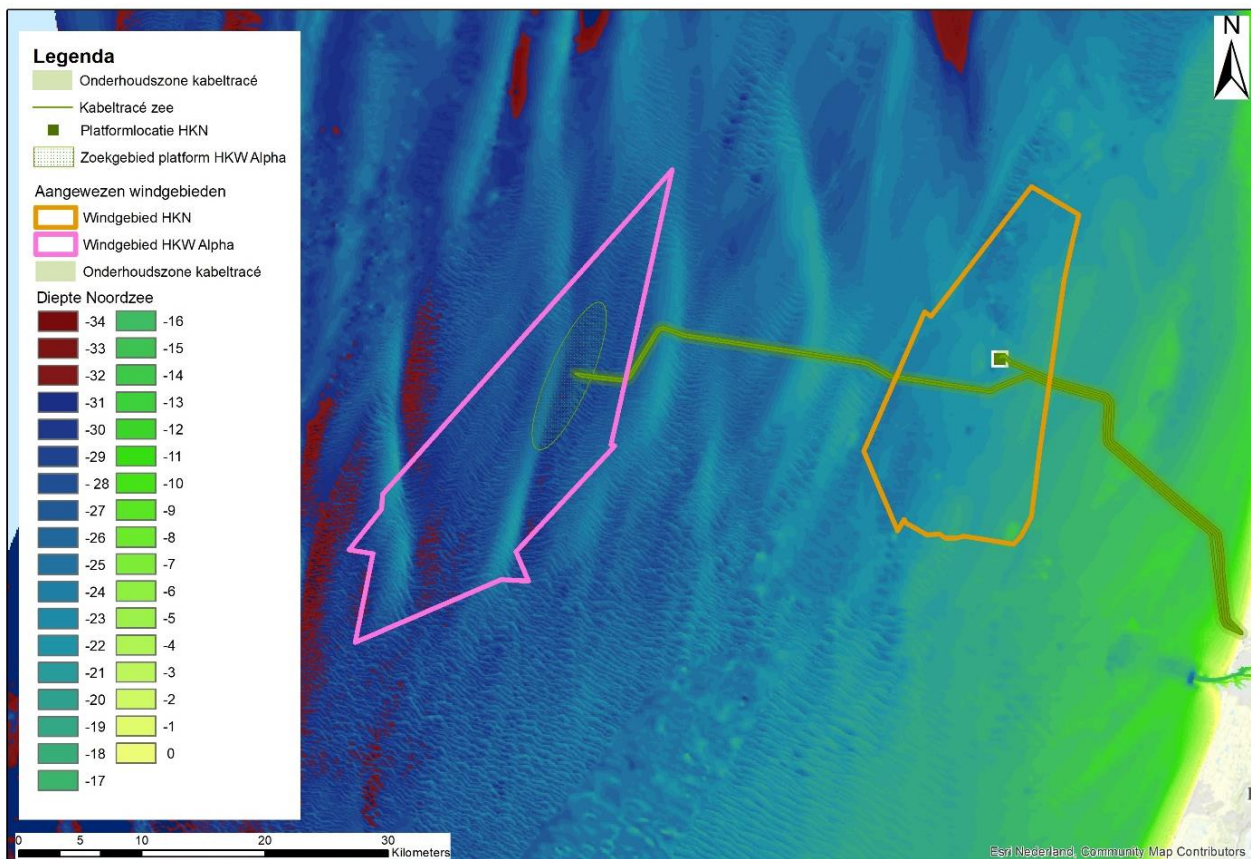 N
Legenda
Onderhoudszone kabeltracé
Kabeltracé zee
Platformlocatie HKN
Zoekgebied platform HKW Alpha
Aangewezen windgebieden
Windgebied HKN
Windgebied HKW Alpha
Onderhoudszone kabeltracé
Diepte Noordzee
-34 -16
-33 -15
-32 -14
-31 -13
-30 -12
-29 -11
- 28 -10
-27 -9
-26 -8
-25 -7
-24 -6
-23 -5
-22 -4
-21 -3
-20 -2
-19 -1
-18 0
-17
0 5 10 20 30
Kilometers
Esri Nederland, Community Map Contributors